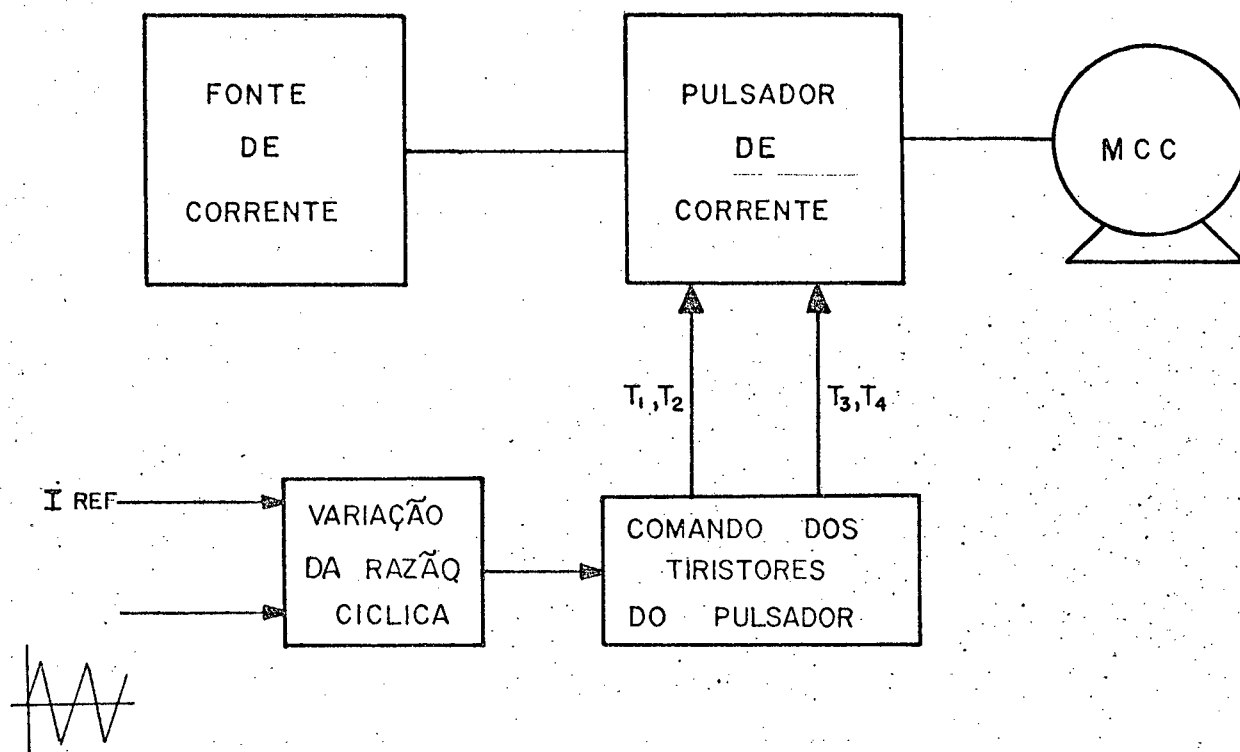 FONTE
DE
CORRENTE
PULSADOR
DE
CORRENTE
MCC
T1,T2
T3,T4
I REF
VARIAÇÃO
DA RAZÃO
CICLICA
COMANDO DOS
TIRISTORES
DO PULSADOR